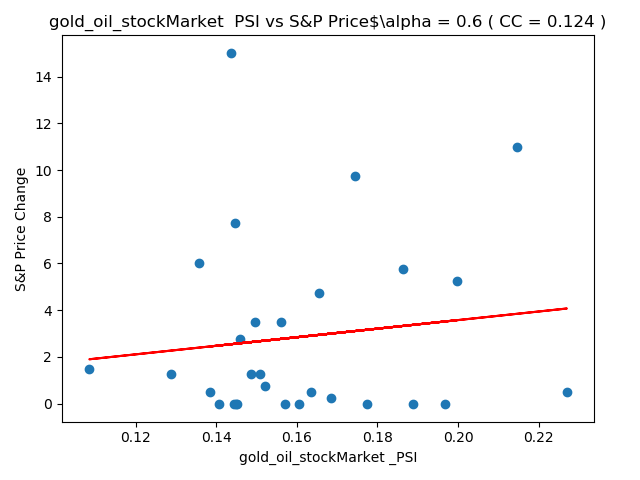 gold_oil_stockMarket  PSI vs S&P Price$\alpha = 0.6 ( CC = 0.124 )
14
12
10
8
6
4
2
0
S&P Price Change
0.12 0.14 0.16 0.18 0.20 0.22
gold_oil_stockMarket _PSI